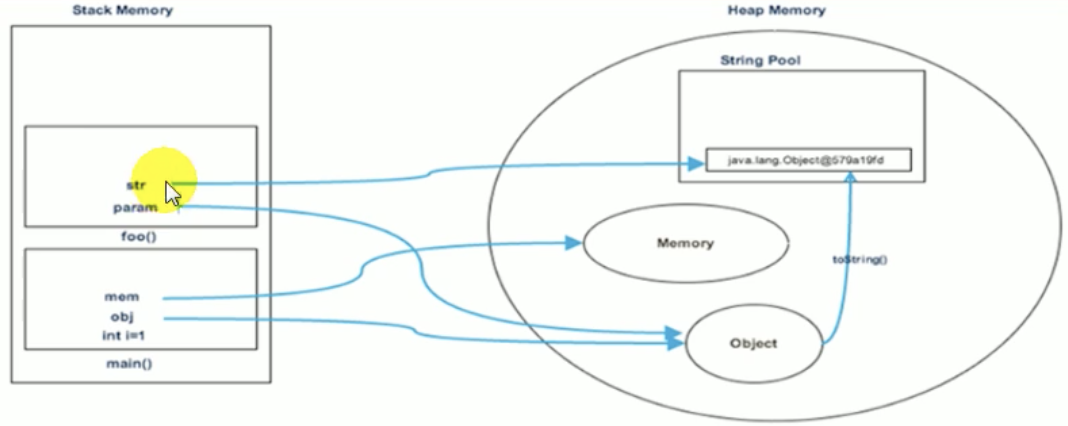 Stack Memory
Heap Memory
String Pool
java.lang.Object@579a19fd
str
param
foo()
Memory
toString()
mem
obj
int i=1
main()
Object